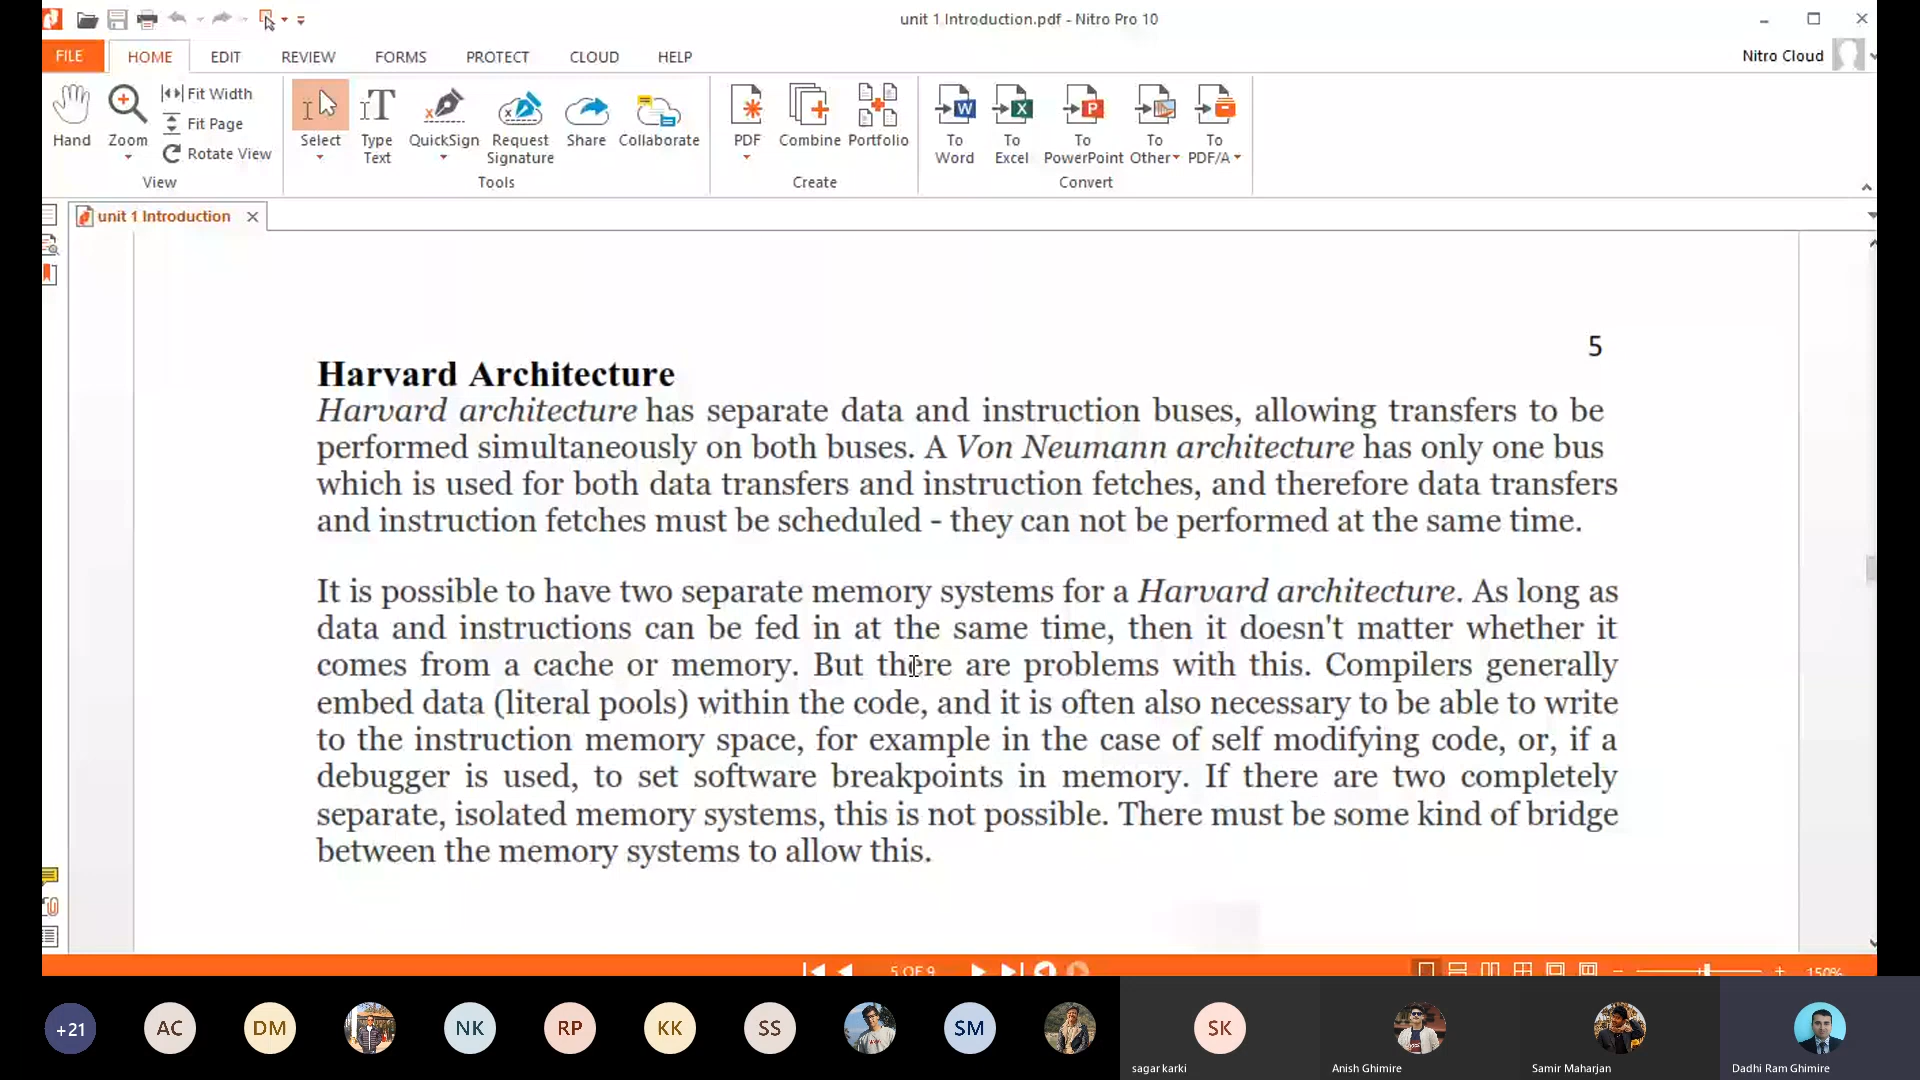 unit 1 Introduction.pdf - Nitro Pro 10
FILE HOME EDIT REVIEW FORMS PROTECT CLOUD HELP
Nitro Cloud
Hand
Zoom
Fit Width
Fit Page
Rotate View
View
Select
Type Text
QuickSign
Request Signature
Share
Collaborate
Tools
PDF
Combine
Portfolio
Create
To Word
To Excel
To PowerPoint
To Other
To PDF/A
Convert
unit 1 Introduction
5
Harvard Architecture
Harvard architecture has separate data and instruction buses, allowing transfers to be
performed simultaneously on both buses. A Von Neumann architecture has only one bus
which is used for both data transfers and instruction fetches, and therefore data transfers
and instruction fetches must be scheduled - they can not be performed at the same time.
It is possible to have two separate memory systems for a Harvard architecture. As long as
data and instructions can be fed in at the same time, then it doesn't matter whether it
comes from a cache or memory. But there are problems with this. Compilers generally
embed data (literal pools) within the code, and it is often also necessary to be able to write
to the instruction memory space, for example in the case of self modifying code, or, if a
debugger is used, to set software breakpoints in memory. If there are two completely
separate, isolated memory systems, this is not possible. There must be some kind of bridge
between the memory systems to allow this.
5 OF 9
150%
+21 AC DM NK RP KK SS SM SK
sagar karki
Anish Ghimire
Samir Maharjan
Dadhi Ram Ghimire